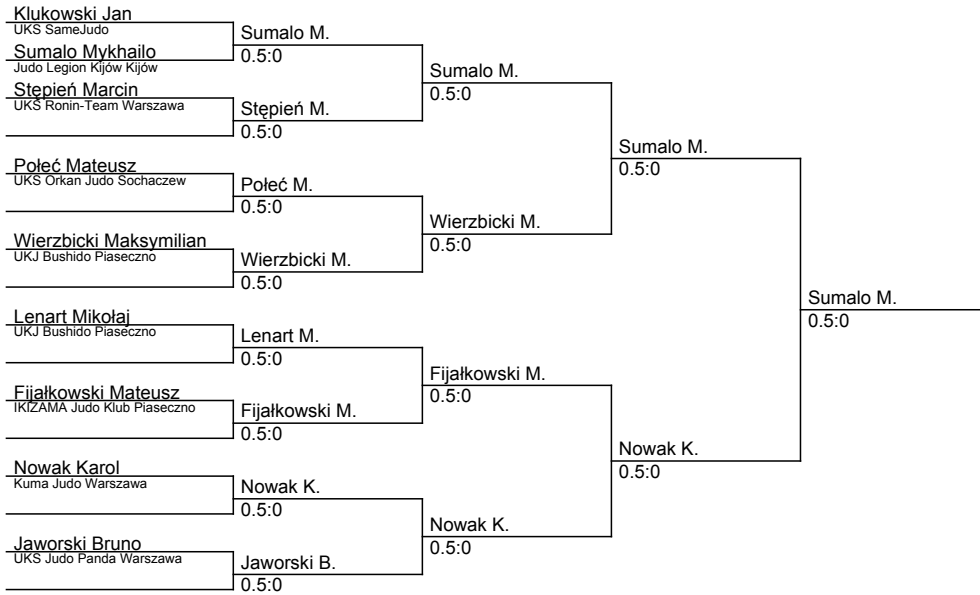 Klukowski Jan
UKS SameJudo
Sumalo Mykhailo
Judo Legion Kijów Kijów
Stępień Marcin
UKS Ronin-Team Warszawa
Połeć Mateusz
UKS Orkan Judo Sochaczew
Wierzbicki Maksymilian
UKJ Bushido Piaseczno
Lenart Mikołaj
UKJ Bushido Piaseczno
Fijałkowski Mateusz
IKIZAMA Judo Klub Piaseczno
Nowak Karol
Kuma Judo Warszawa
Jaworski Bruno
UKS Judo Panda Warszawa
Sumalo M.
0.5:0
Stępień M.
0.5:0
Połeć M.
0.5:0
Wierzbicki M.
0.5:0
Lenart M.
0.5:0
Fijałkowski M.
0.5:0
Nowak K.
0.5:0
Jaworski B.
0.5:0
Sumalo M.
0.5:0
Wierzbicki M.
0.5:0
Fijałkowski M.
0.5:0
Nowak K.
0.5:0
Sumalo M.
0.5:0
Nowak K.
0.5:0
Sumalo M.
0.5:0